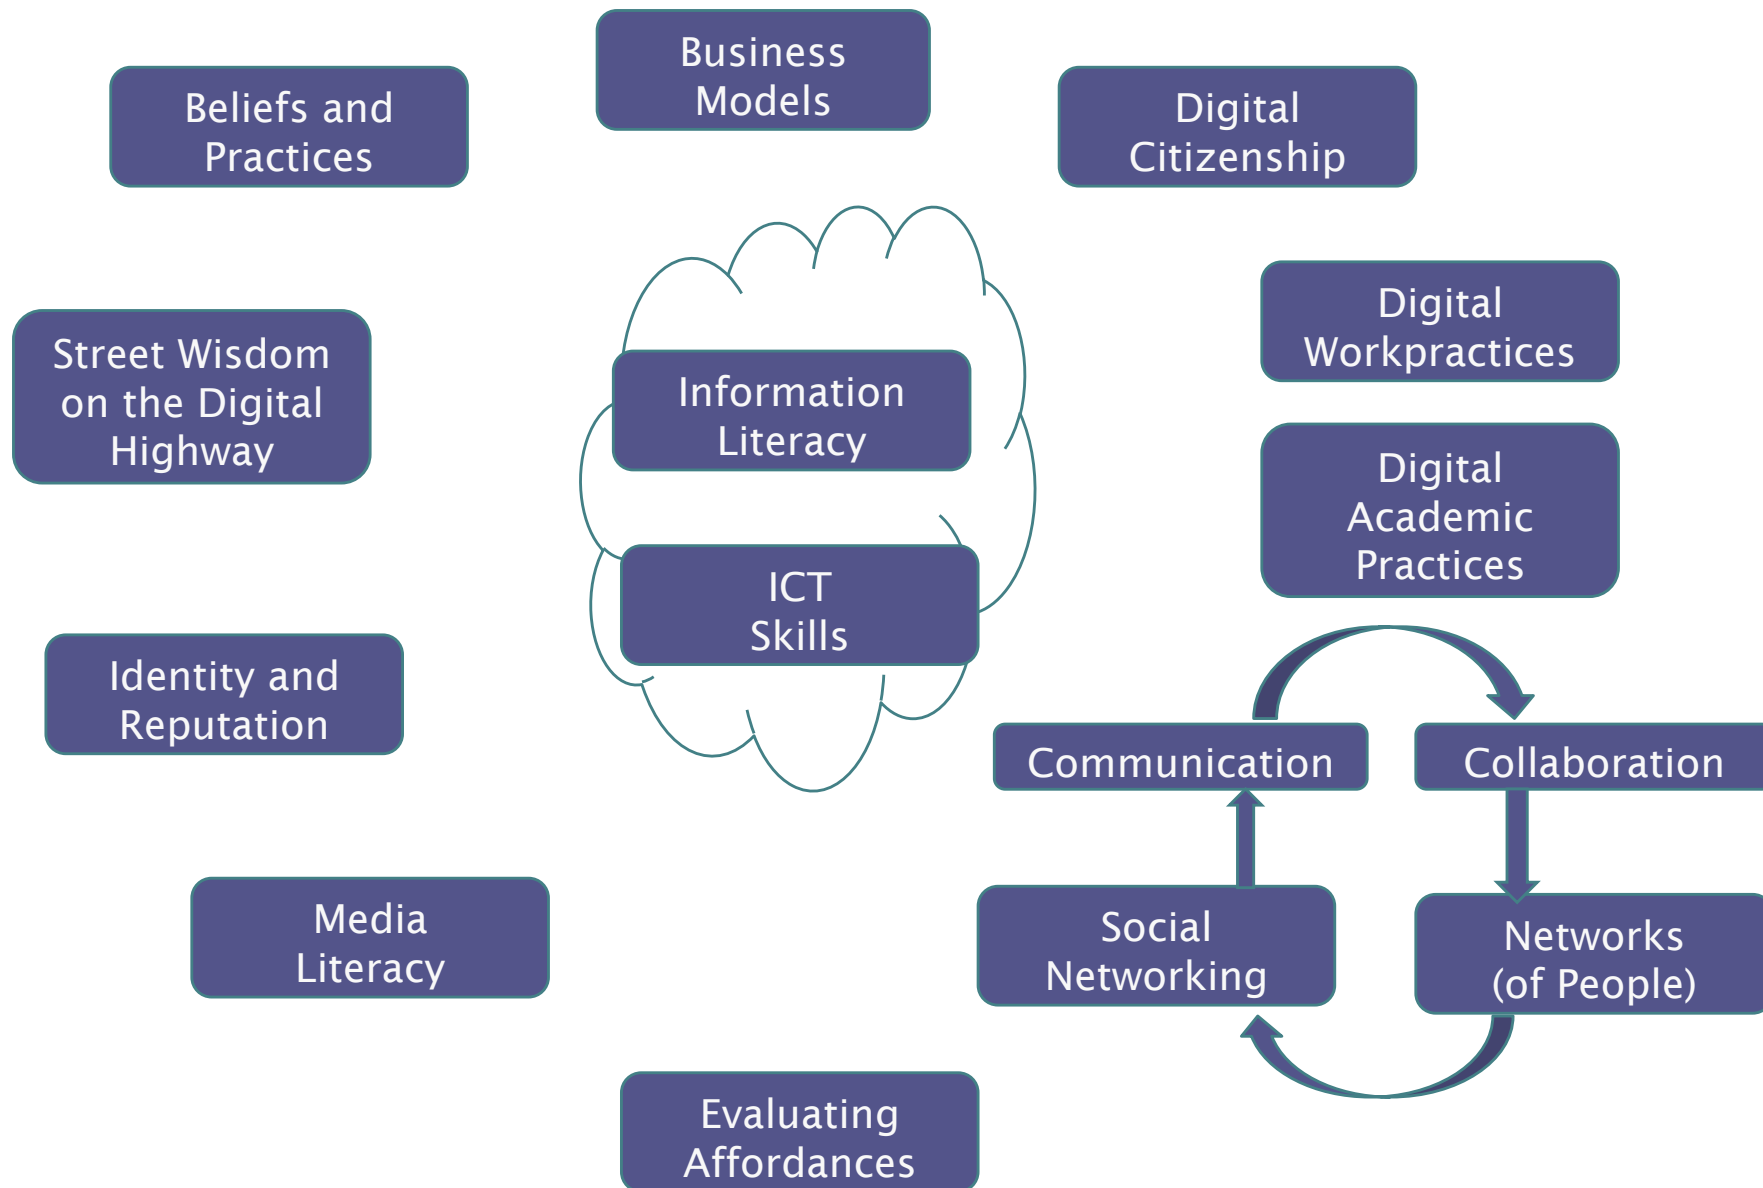 Business
Models
Beliefs and
Practices
Digital
Citizenship
Digital
Workpractices
Street Wisdom
on the Digital
Highway
Information
Literacy
Digital
Academic
Practices
ICT
Skills
Identity and
Reputation
Communication
Collaboration
Media
Literacy
Social
Networking
Networks
(of People)
Evaluating
Affordances